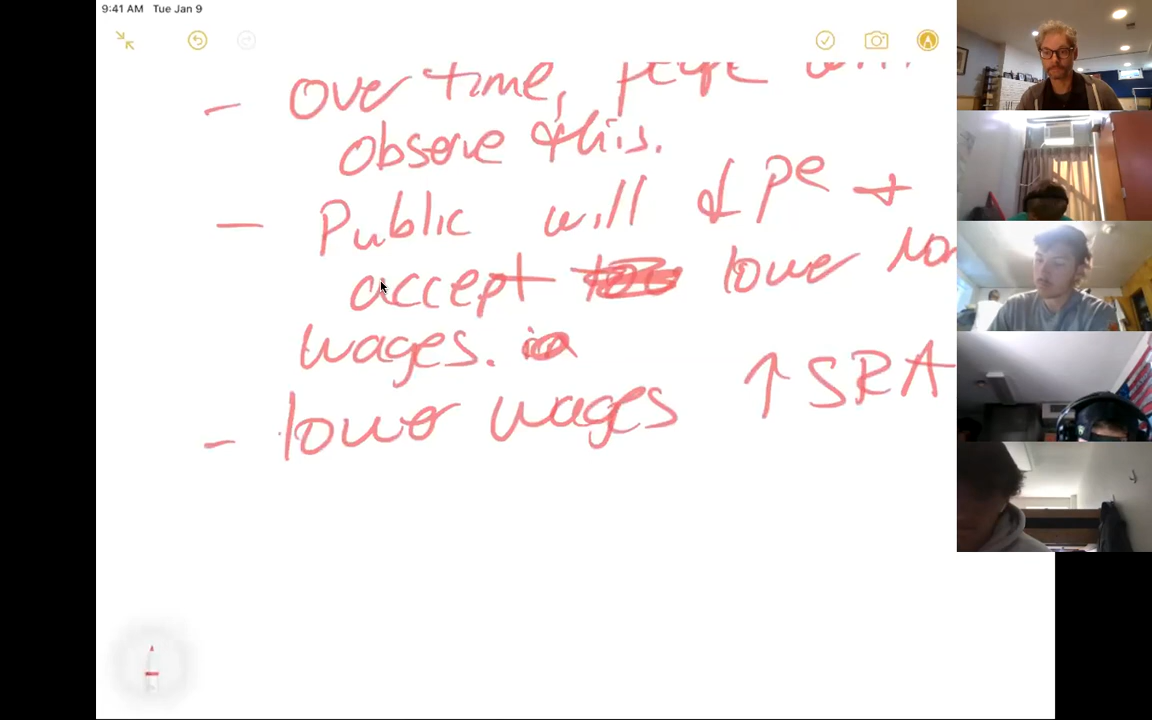 9:41 AM Tue Jan 9
- Over time,
observe this.
- Public will ↓ Pe +
accept lower
wages.
- lower wages ↑ SRA